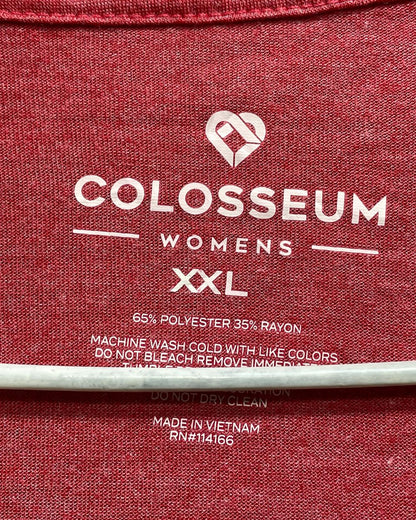 COLOSSEUM
WOMENS
XXL
65% POLYESTER 35% RAYON
MACHINE WASH COLD WITH LIKE COLORS
DO NOT BLEACH REMOVE
TUMBLE
DO NOT DRY CLEAN
MADE IN VIETNAM
RN#114166